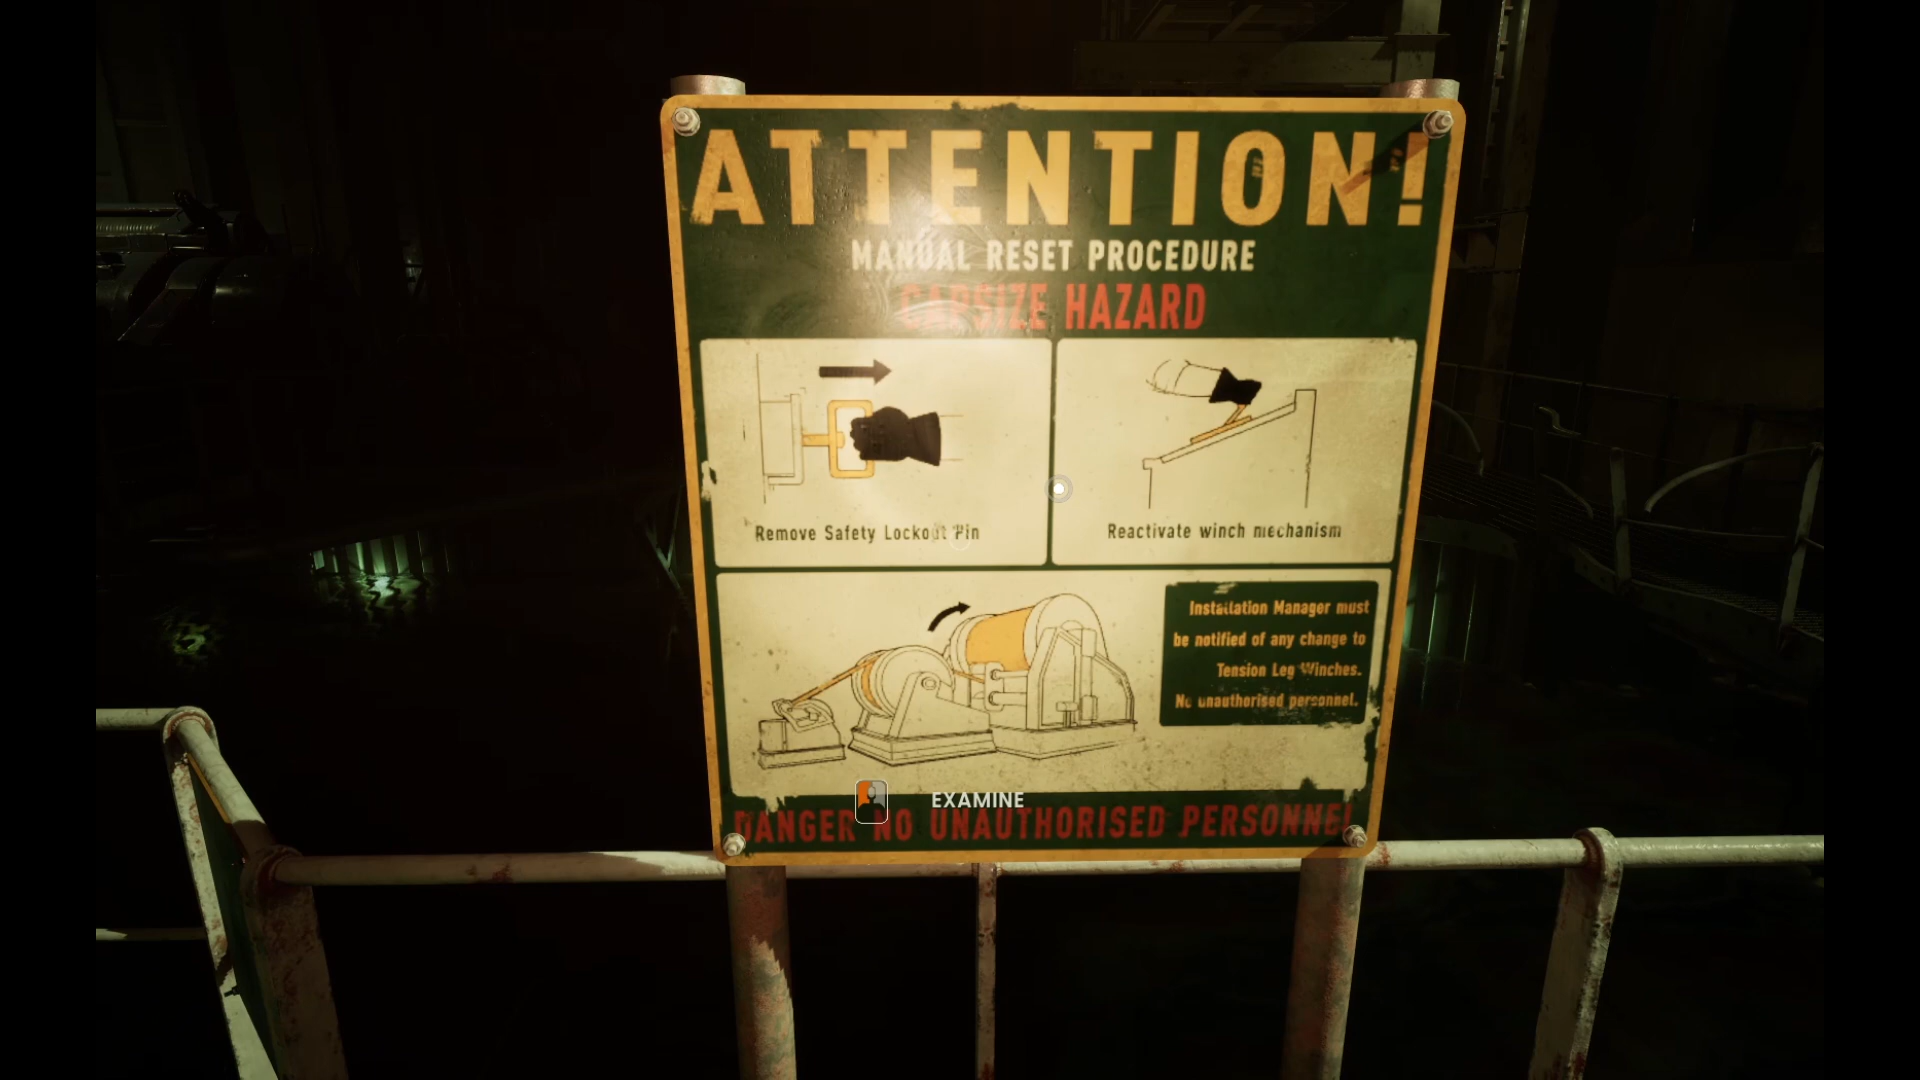 ATTENTION!
MANUAL RESET PROCEDURE
CAPSIZE HAZARD
Remove Safety Lockout Pin
Reactivate winch mechanism
Installation Manager must
be notified of any change to
Tension Leg Winches.
No unauthorised personnel.
EXAMINE
DANGER NO UNAUTHORISED PERSONNEL